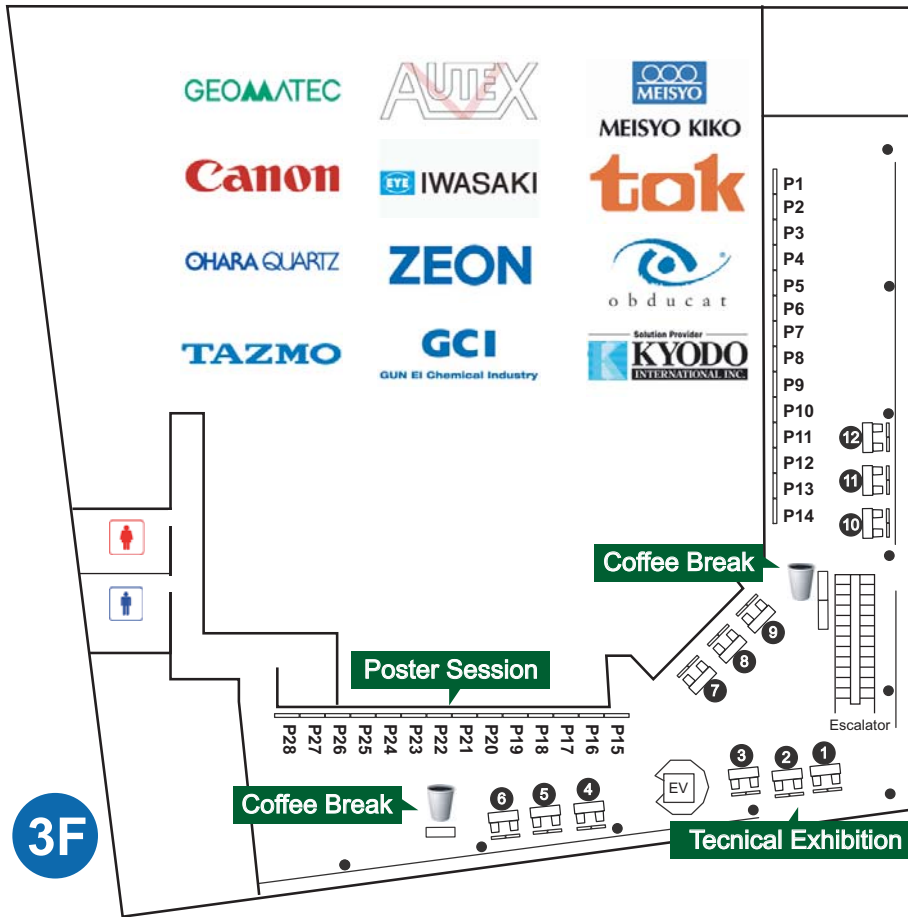 GEOMATEC
AUTEX
MEISYO
MEISYO KIKO
Canon
EYE IWASAKI
tok
OHARA QUARTZ
ZEON
obducat
TAZMO
GCI
GUN EI Chemical Industry
Solution Provider
KYODO
INTERNATIONAL INC.
P1
P2
P3
P4
P5
P6
P7
P8
P9
P10
P11
P12
P13
P14
12
11
10
Coffee Break
9
8
7
Poster Session
Escalator
P28
P27
P26
P25
P24
P23
P22
P21
P20
P19
P18
P17
P16
P15
3
2
1
EV
Coffee Break
6
5
4
3F
Tecnical Exhibition